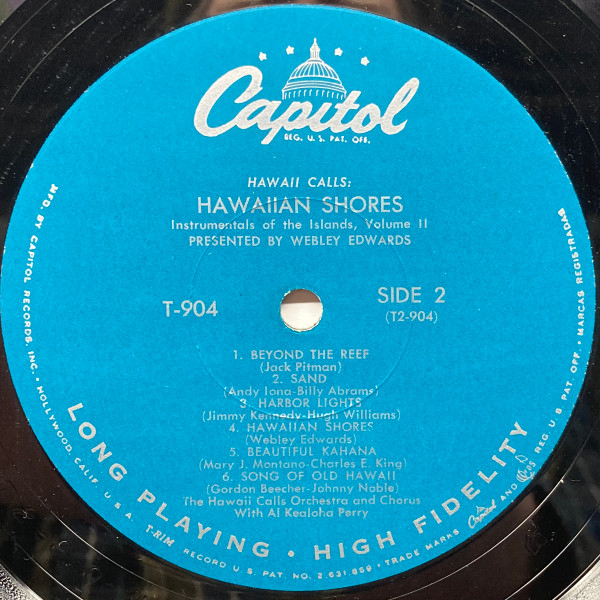 Capitol
REG. U.S. PAT. OFF.
HAWAII CALLS:
HAWAIIAN SHORES
Instrumentals of the Islands, Volume II
PRESENTED BY WEBLEY EDWARDS
T-904
SIDE 2
(T2-904)
1. BEYOND THE REEF
(Jack Pitman)
2. SAND
(Andy Iona-Billy Abrams)
3. HARBOR LIGHTS
(Jimmy Kennedy-Hugh Williams)
4. HAWAIIAN SHORES
(Webley Edwards)
5. BEAUTIFUL KAHANA
(Mary J. Montano-Charles E. King)
6. SONG OF OLD HAWAII
(Gordon Beecher-Johnny Noble)
The Hawaii Calls Orchestra and Chorus
With Al Kealoha Perry
LONG PLAYING • HIGH FIDELITY
MFD. BY CAPITOL RECORDS, INC. • HOLLYWOOD, CALIF. U.S.A. T-RIM RECORD U.S. PAT. NO. 2,631,859 • TRADE MARKS Capitol AND REG. U.S. PAT. OFF. • MARCAS REGISTRADAS